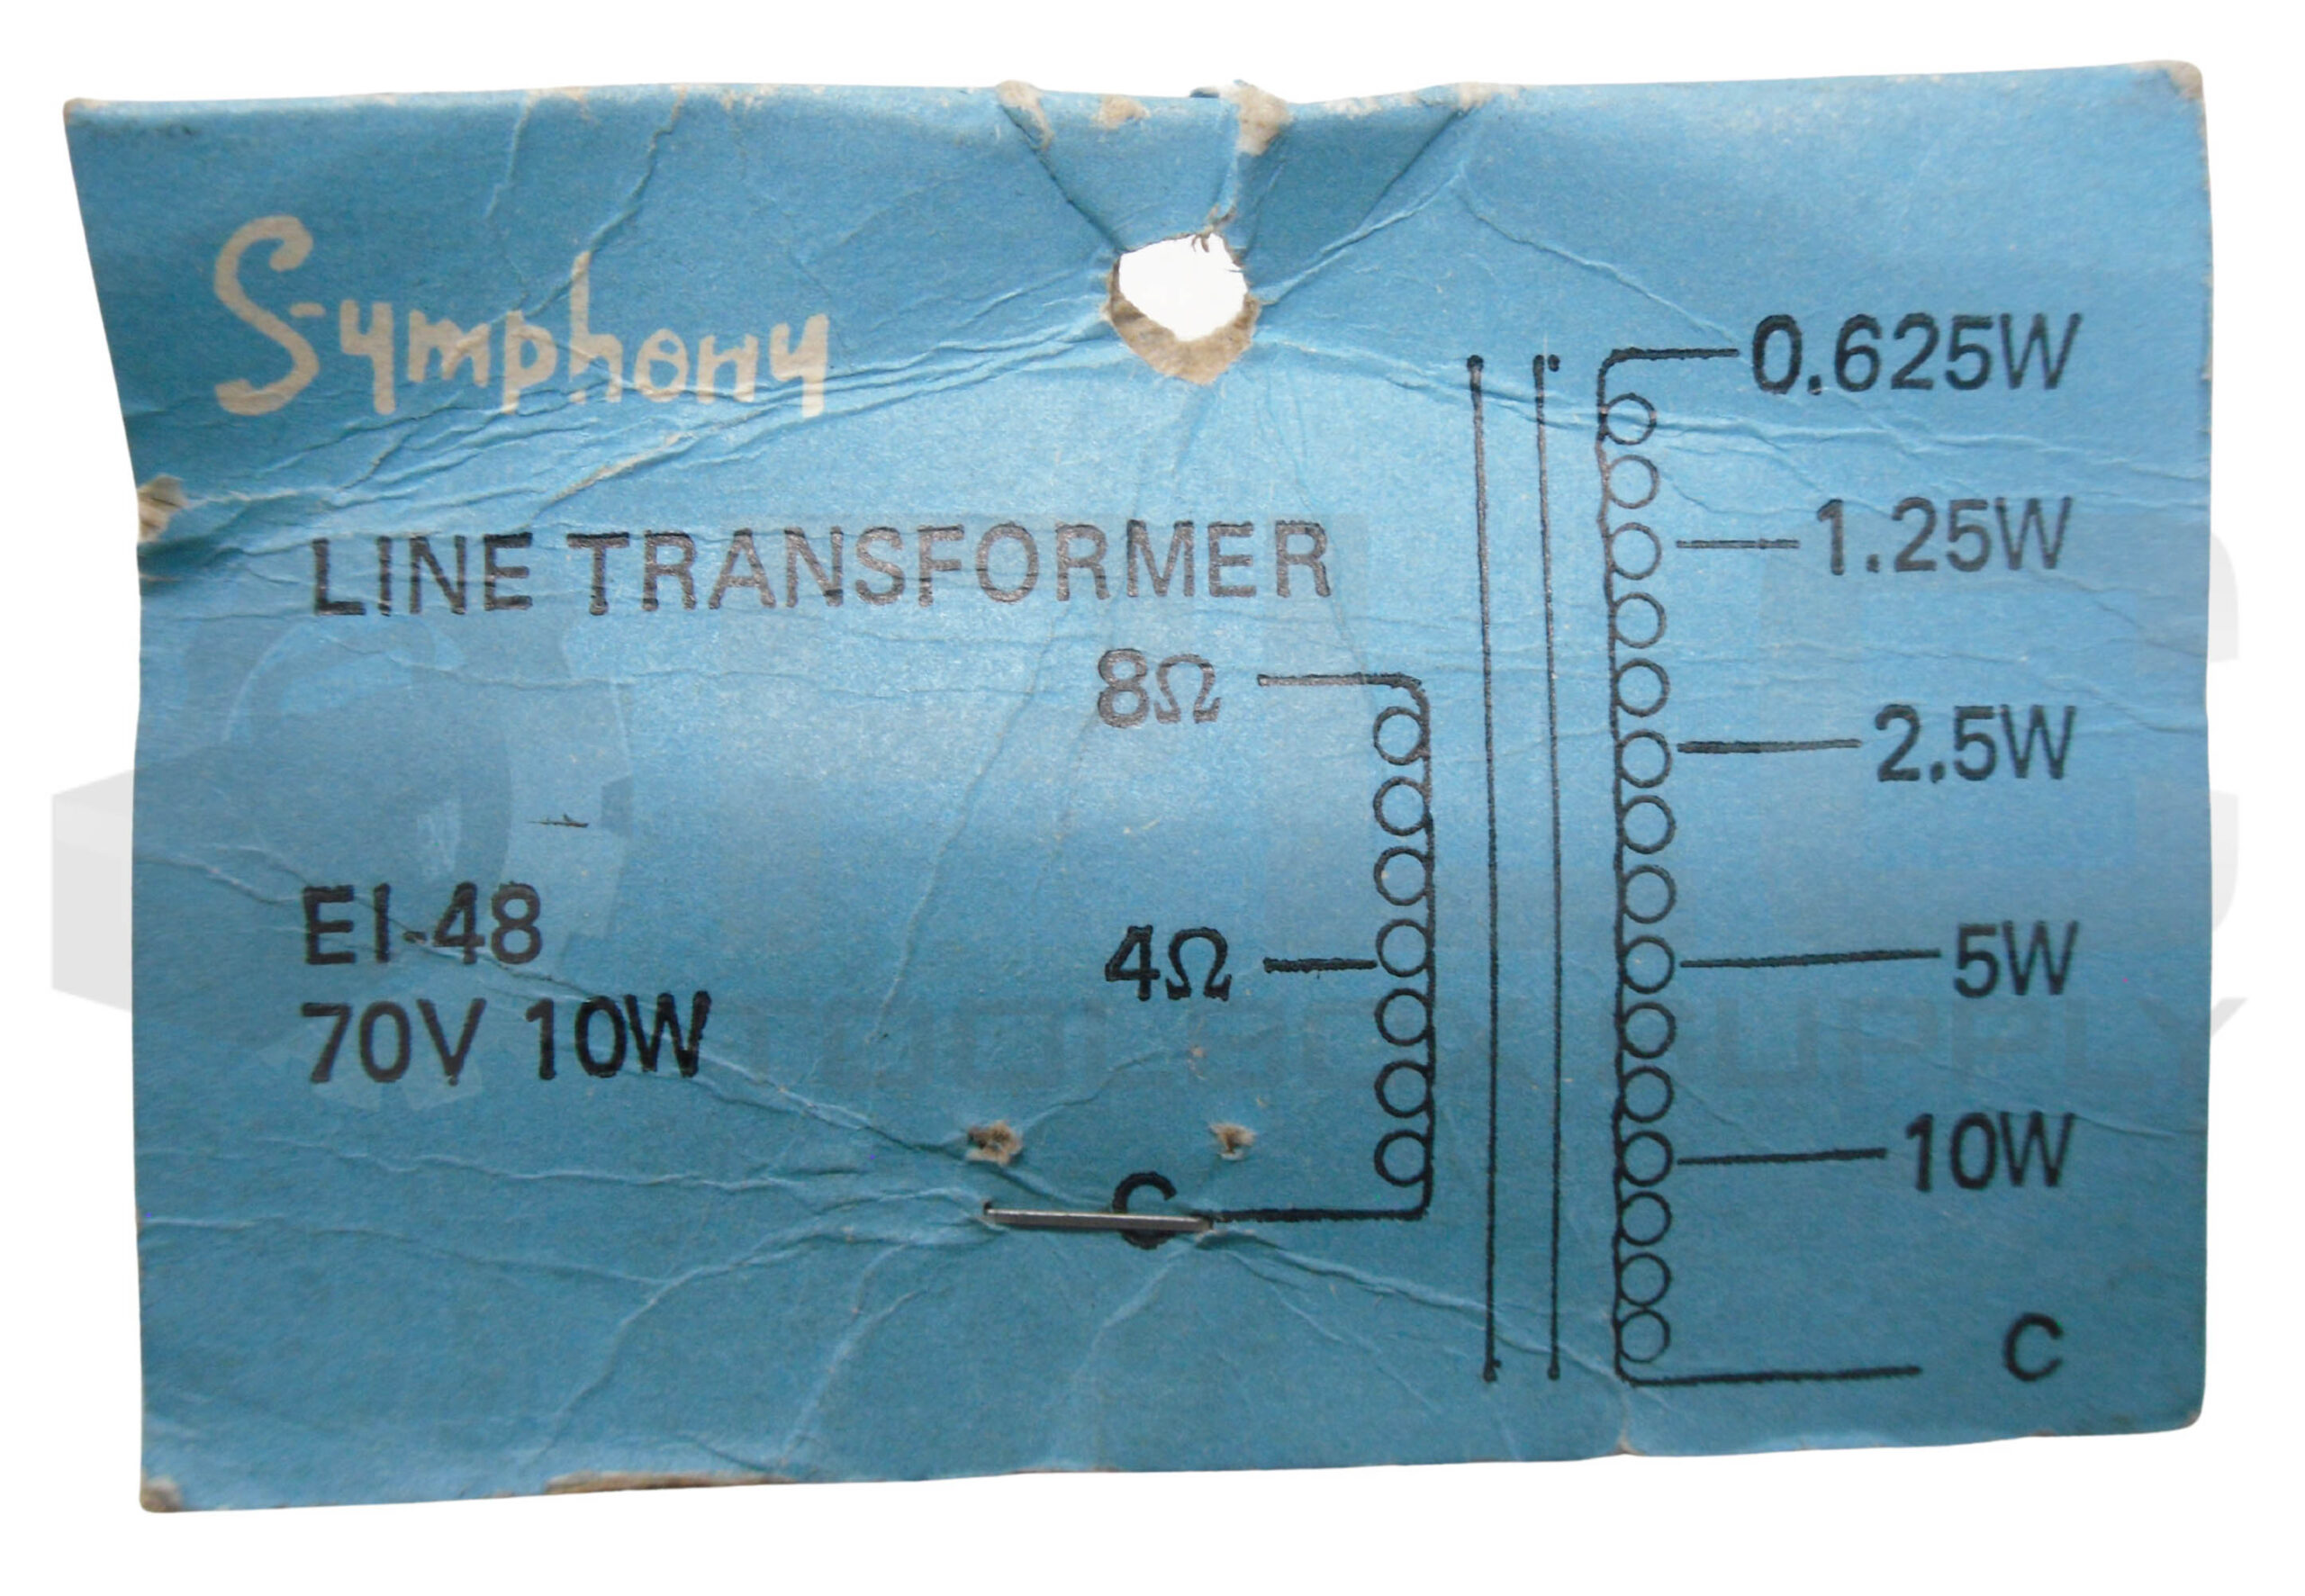 Symphony
LINE TRANSFORMER
EI-48
70V 10W
8Ω
4Ω
C
0.625W
1.25W
2.5W
5W
10W
C